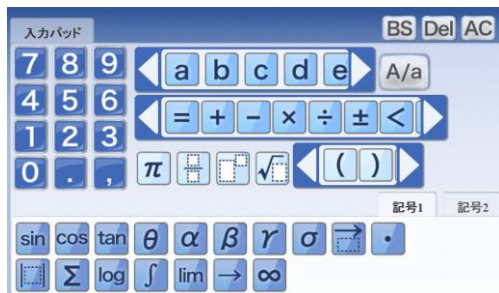 入力パッド BS Del AC
7 8 9 a b c d e A/a
4 5 6 = + - × ÷ ± <
1 2 3
0 . , π √ ( )
記号1 記号2
sin cos tan θ α β γ σ → ・
| | Σ log ∫ lim → ∞